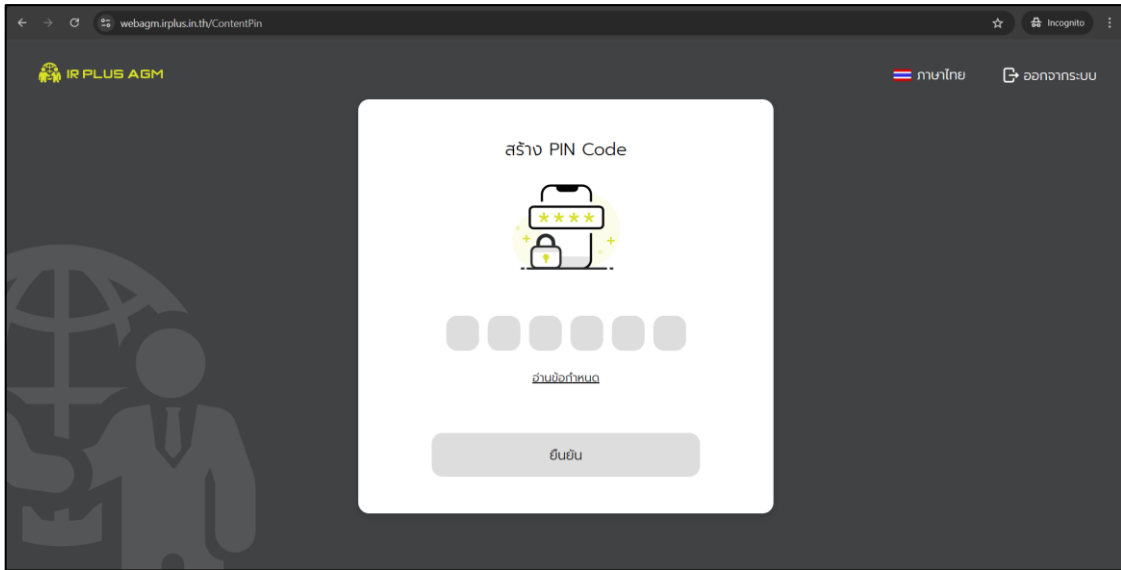 webagm.irplus.in.th/ContentPin
Incognito
IR PLUS AGM
ภาษาไทย
ออกจากระบบ
สร้าง PIN Code
****
อ่านข้อกำหนด
ยืนยัน